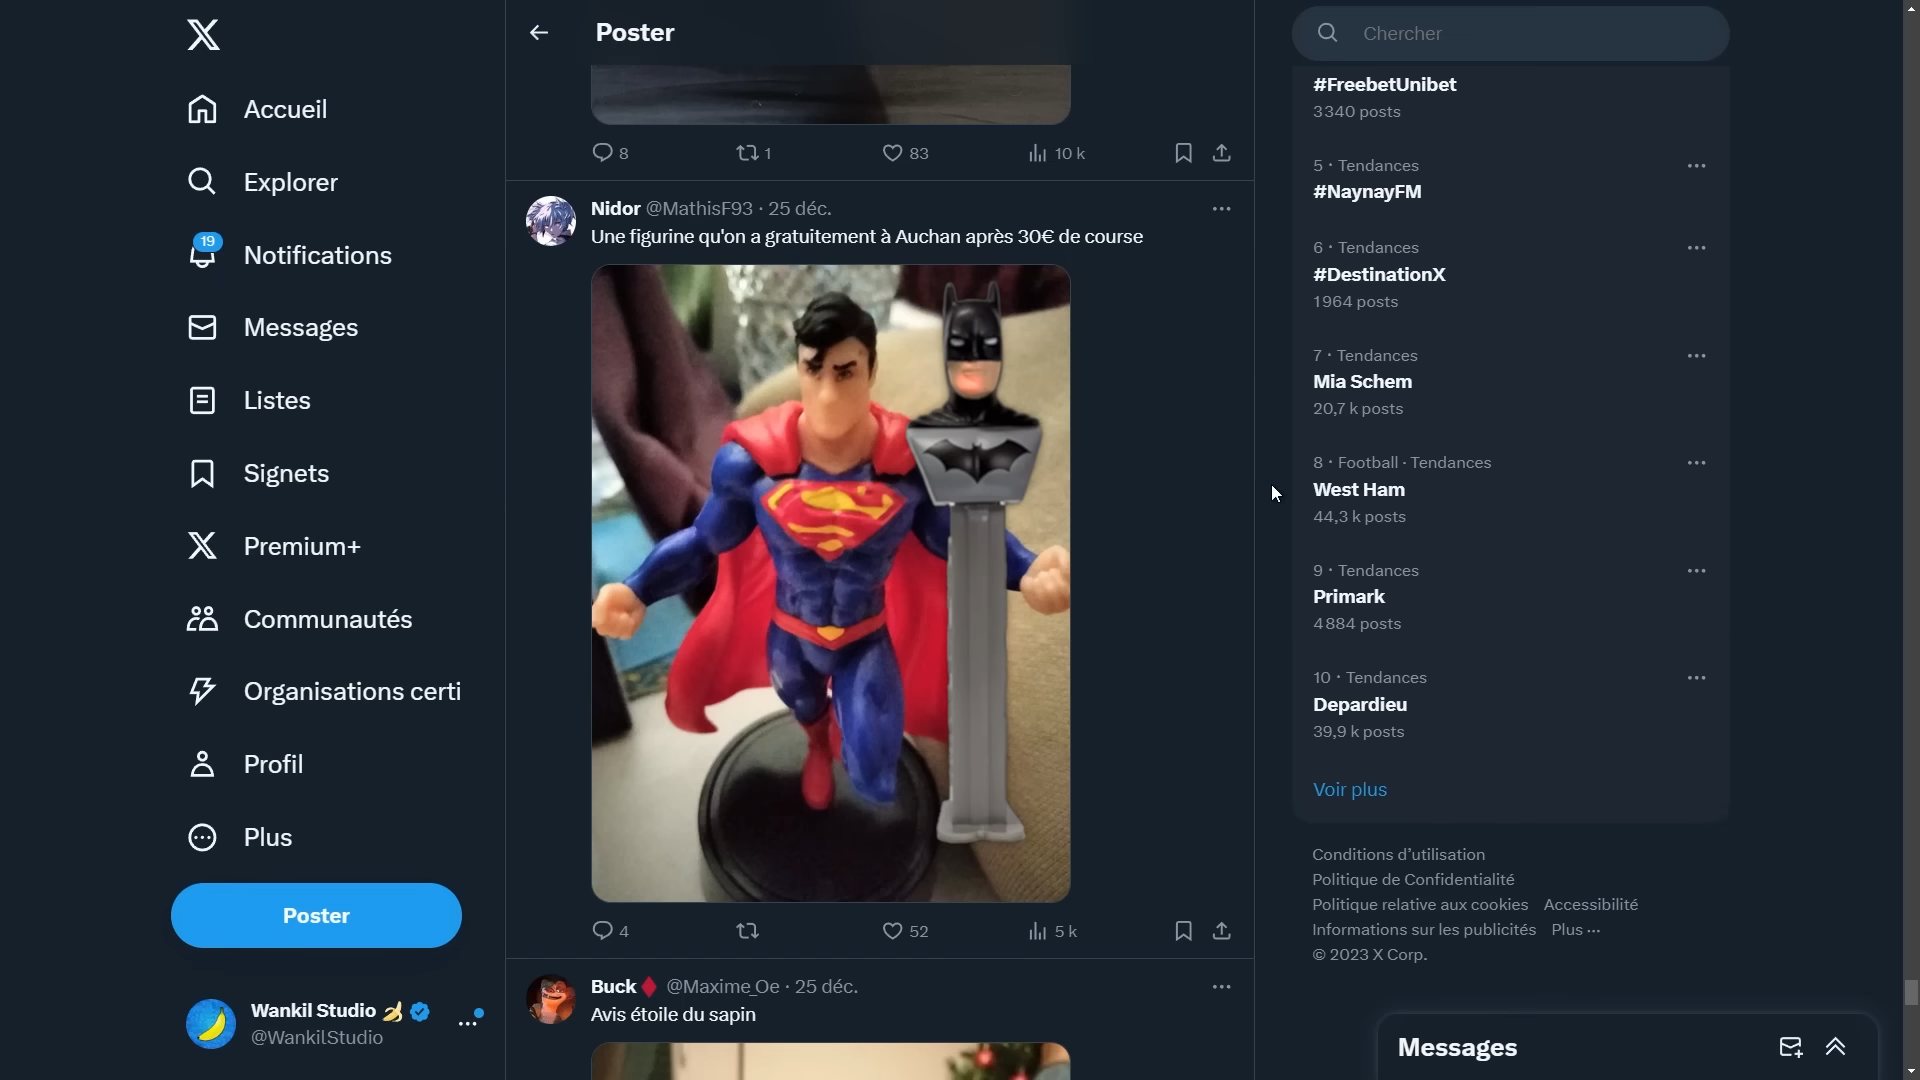 Accueil
Explorer
19
Notifications
Messages
Listes
Signets
Premium+
Communautés
Organisations certi
Profil
Plus
Poster
Wankil Studio
@WankilStudio
Poster
8
1
83
10 k
Nidor @MathisF93 · 25 déc.
Une figurine qu'on a gratuitement à Auchan après 30€ de course
4
52
5 k
Buck @Maxime_Oe · 25 déc.
Avis étoile du sapin
Chercher
#FreebetUnibet
3 340 posts
5 · Tendances
#NaynayFM
6 · Tendances
#DestinationX
1 964 posts
7 · Tendances
Mia Schem
20,7 k posts
8 · Football · Tendances
West Ham
44,3 k posts
9 · Tendances
Primark
4 884 posts
10 · Tendances
Depardieu
39,9 k posts
Voir plus
Conditions d'utilisation
Politique de Confidentialité
Politique relative aux cookies Accessibilité
Informations sur les publicités Plus ···
© 2023 X Corp.
Messages